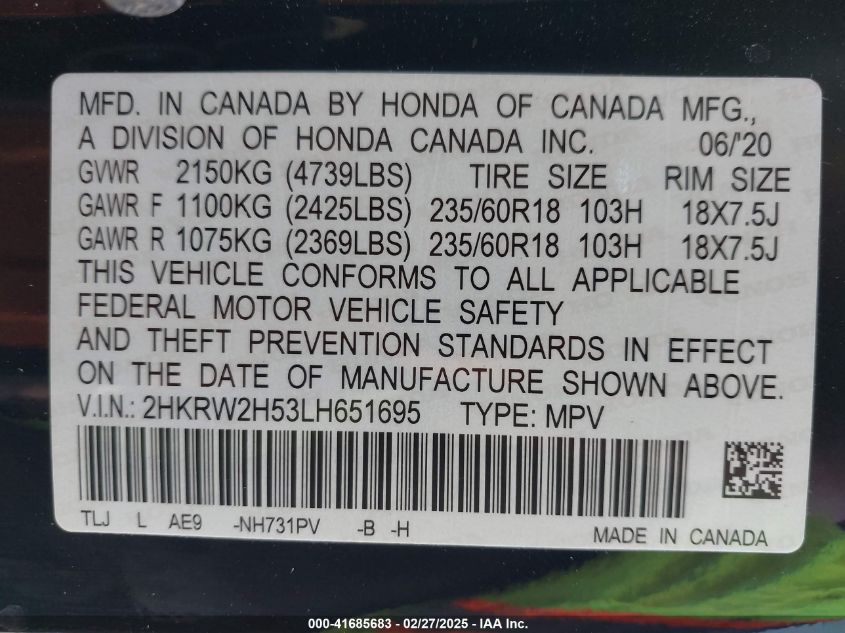 MFD. IN CANADA BY HONDA OF CANADA MFG.,
A DIVISION OF HONDA CANADA INC. 06/'20
GVWR 2150KG (4739LBS) TIRE SIZE RIM SIZE
GAWR F 1100KG (2425LBS) 235/60R18 103H 18X7.5J
GAWR R 1075KG (2369LBS) 235/60R18 103H 18X7.5J
THIS VEHICLE CONFORMS TO ALL APPLICABLE
FEDERAL MOTOR VEHICLE SAFETY
AND THEFT PREVENTION STANDARDS IN EFFECT
ON THE DATE OF MANUFACTURE SHOWN ABOVE.
V.I.N.: 2HKRW2H53LH651695 TYPE: MPV
TLJ L AE9 -NH731PV -B -H
MADE IN CANADA
000-41685683 / 02/27/2025 - IAA Inc.